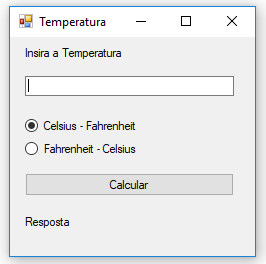 Temperatura
Insira a Temperatura
Celsius - Fahrenheit
Fahrenheit - Celsius
Calcular
Resposta